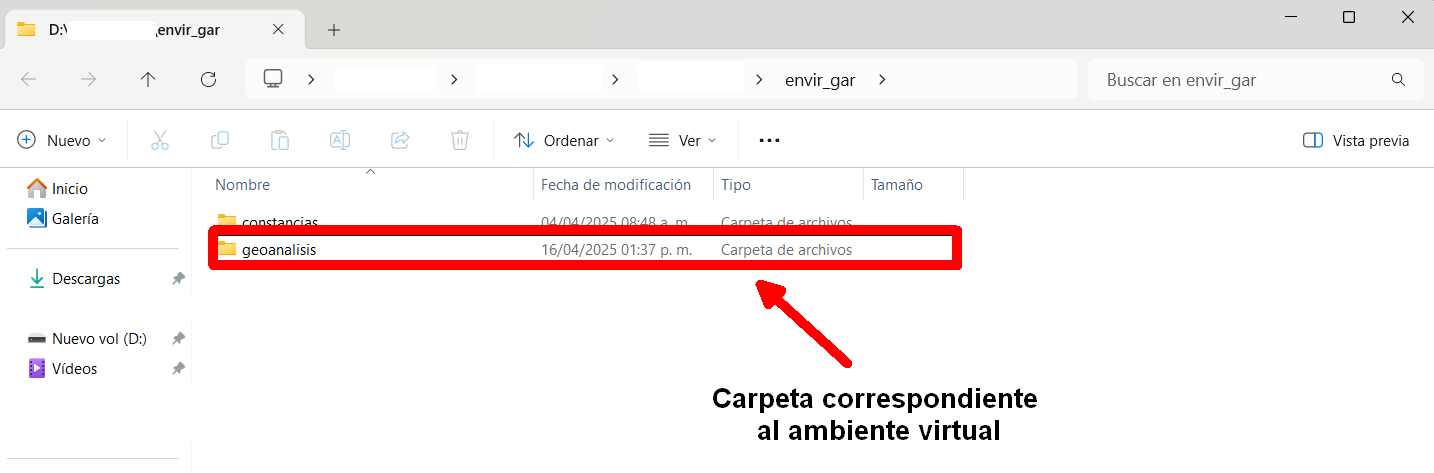 D:\ \envir_gar
envir_gar
Buscar en envir_gar
Nuevo
Ordenar
Ver
Vista previa
Inicio
Galería
Descargas
Nuevo vol (D:)
Vídeos
Nombre Fecha de modificación Tipo Tamaño
constancias 04/04/2025 08:48 a. m. Carpeta de archivos
geoanalisis 16/04/2025 01:37 p. m. Carpeta de archivos
Carpeta correspondiente
al ambiente virtual